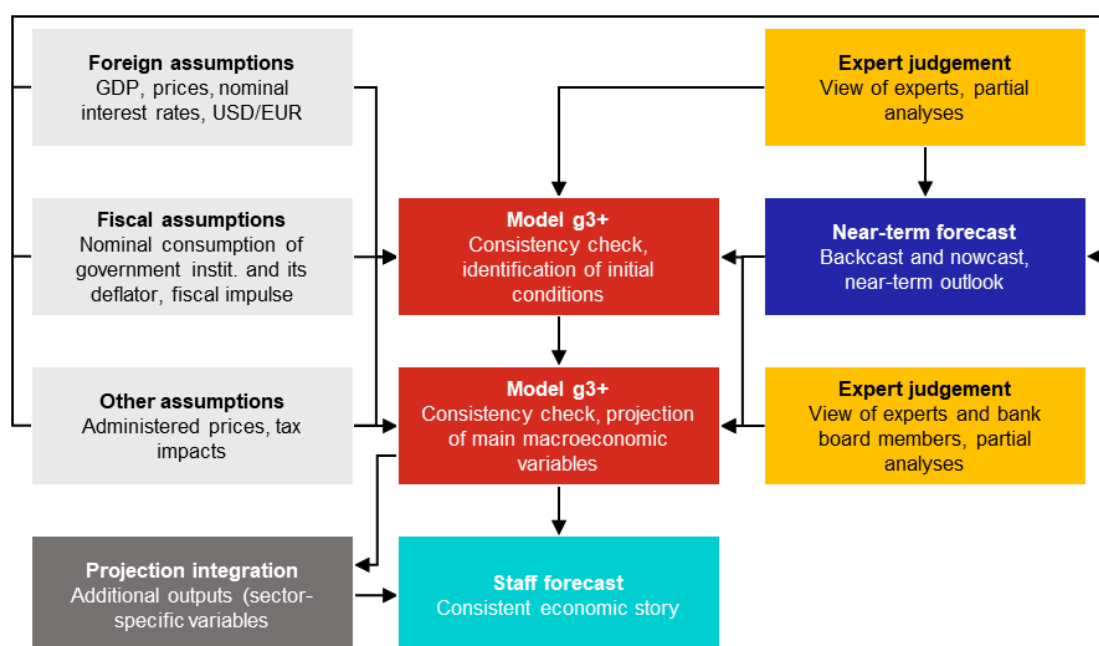 Foreign assumptions
GDP, prices, nominal
interest rates, USD/EUR
Expert judgement
View of experts, partial
analyses
Fiscal assumptions
Nominal consumption of
government instit. and its
deflator, fiscal impulse
Model g3+
Consistency check,
identification of initial
conditions
Near-term forecast
Backcast and nowcast,
near-term outlook
Other assumptions
Administered prices, tax
impacts
Model g3+
Consistency check, projection
of main macroeconomic
variables
Expert judgement
View of experts and bank
board members, partial
analyses
Projection integration
Additional outputs (sector-
specific variables
Staff forecast
Consistent economic story